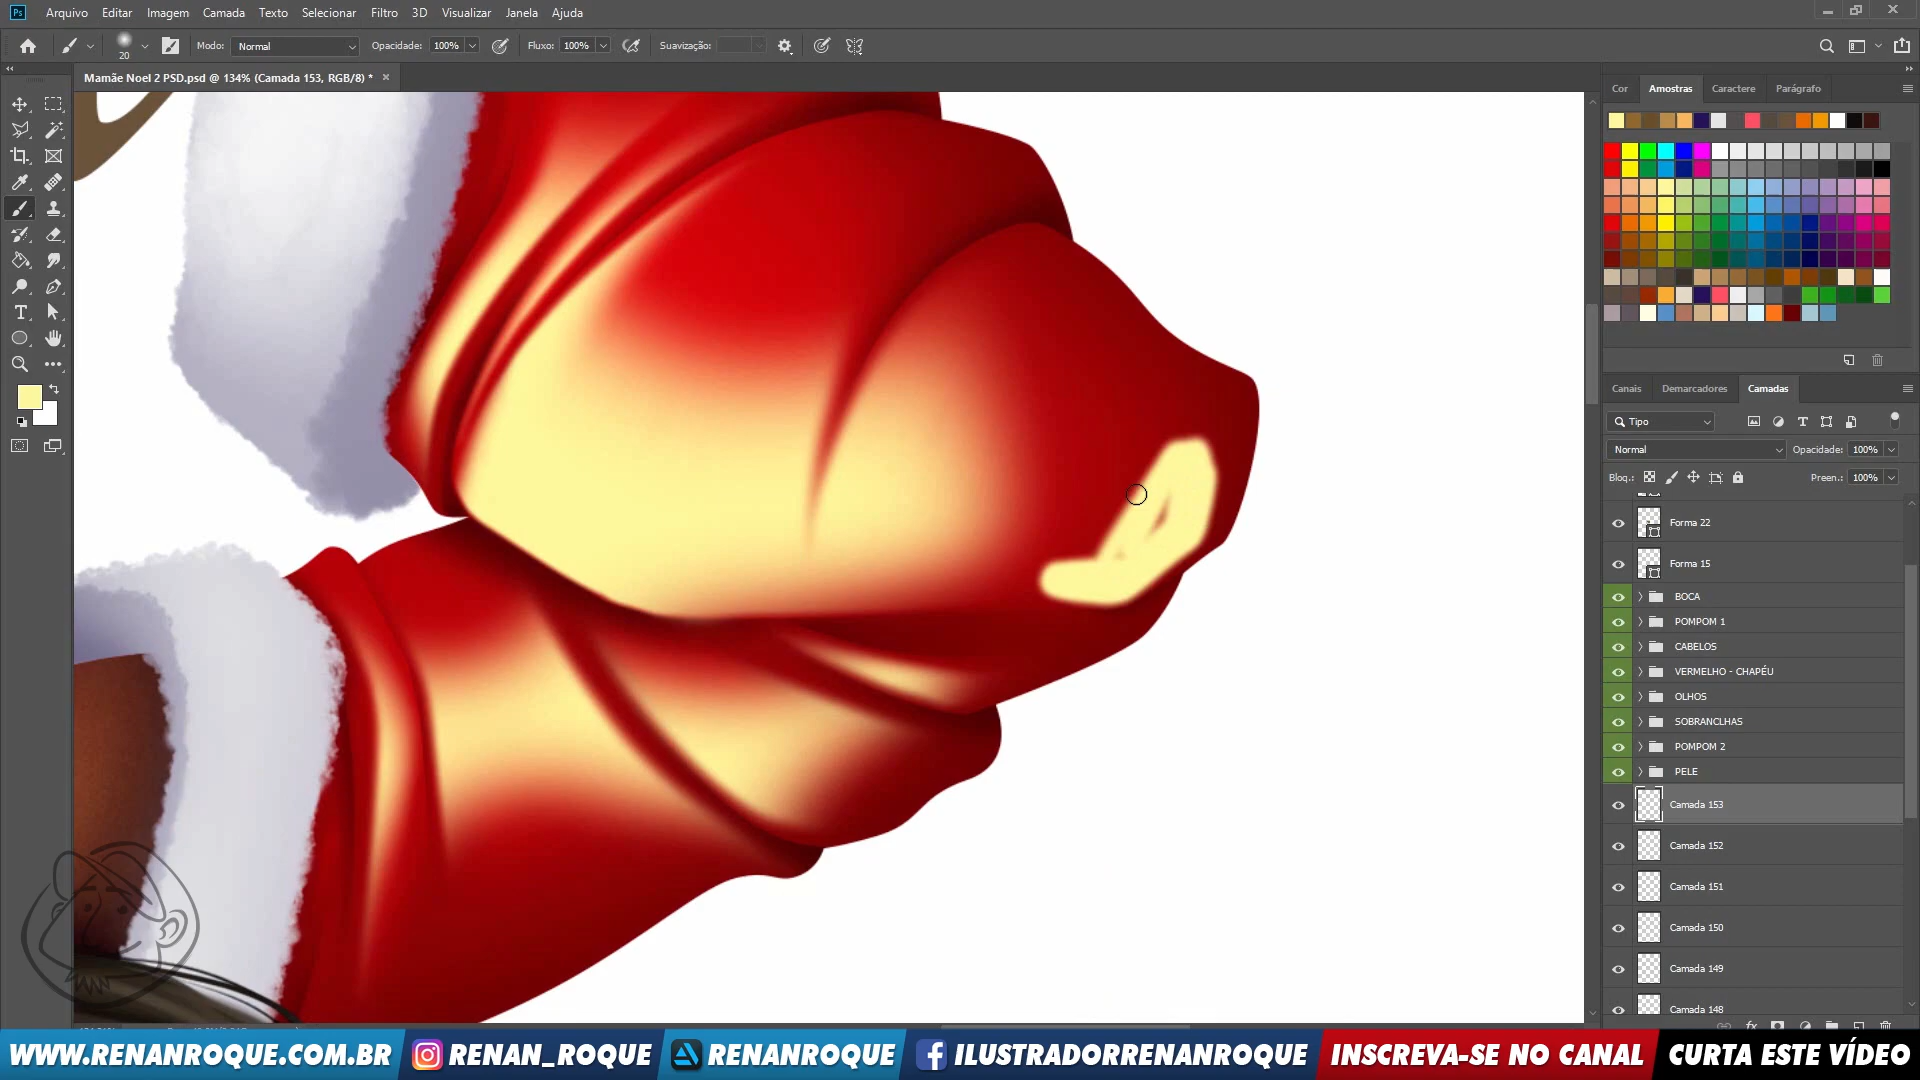 Ps Arquivo Editar Imagem Camada Texto Selecionar Filtro 3D Visualizar Janela Ajuda
20 Modo: Normal Opacidade: 100% Fluxo: 100% Suavização:
Mamãe Noel 2 PSD.psd @ 134% (Camada 153, RGB/8) * ×
Cor Amostras Caractere Parágrafo
Canais Demarcadores Camadas
Tipo
Normal Opacidade: 100%
Bloq.: Preen.: 100%
Forma 22
Forma 15
BOCA
POMPOM 1
CABELOS
VERMELHO - CHAPÉU
OLHOS
SOBRANCLHAS
POMPOM 2
PELE
Camada 153
Camada 152
Camada 151
Camada 150
Camada 149
Camada 148
WWW.RENANROQUE.COM.BR RENAN_ROQUE RENANROQUE ILUSTRADORRENANROQUE INSCREVA-SE NO CANAL CURTA ESTE VÍDEO